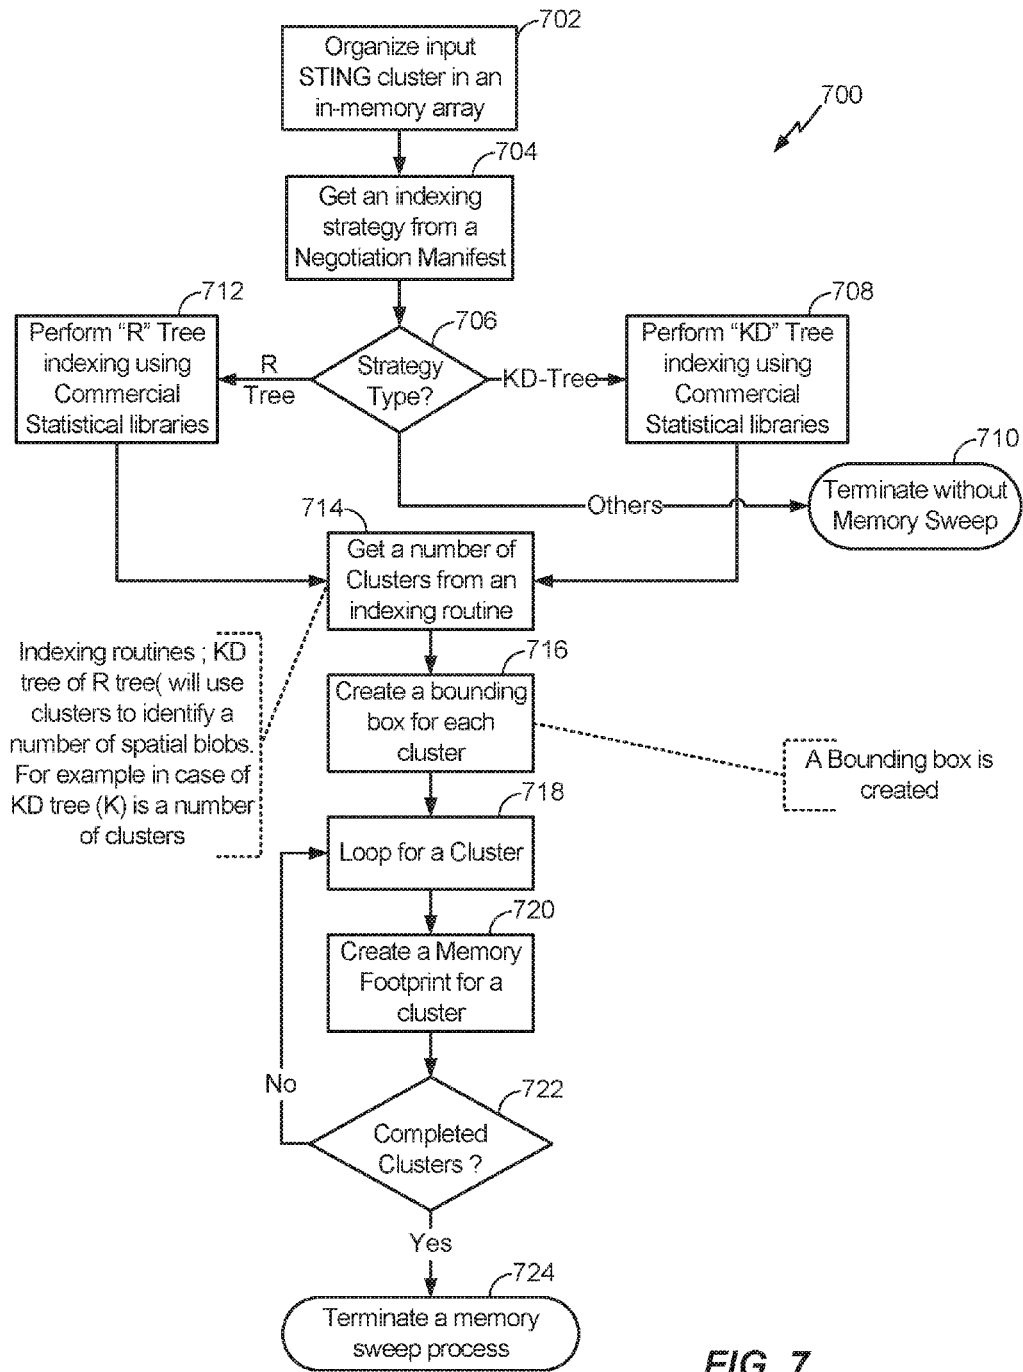 702
Organize input
STING cluster in an
in-memory array
700
704
Get an indexing
strategy from a
Negotiation Manifest
712
Perform "R" Tree
indexing using
Commercial
Statistical libraries
706
Strategy
Type?
R
Tree
KD-Tree
708
Perform "KD" Tree
indexing using
Commercial
Statistical libraries
710
Terminate without
Memory Sweep
Others
714
Get a number of
Clusters from an
indexing routine
Indexing routines ; KD
tree of R tree( will use
clusters to identify a
number of spatial blobs.
For example in case of
KD tree (K) is a number
of clusters
716
Create a bounding
box for each
cluster
A Bounding box is
created
718
Loop for a Cluster
720
Create a Memory
Footprint for a
cluster
No
722
Completed
Clusters ?
Yes
724
Terminate a memory
sweep process
FIG. 7